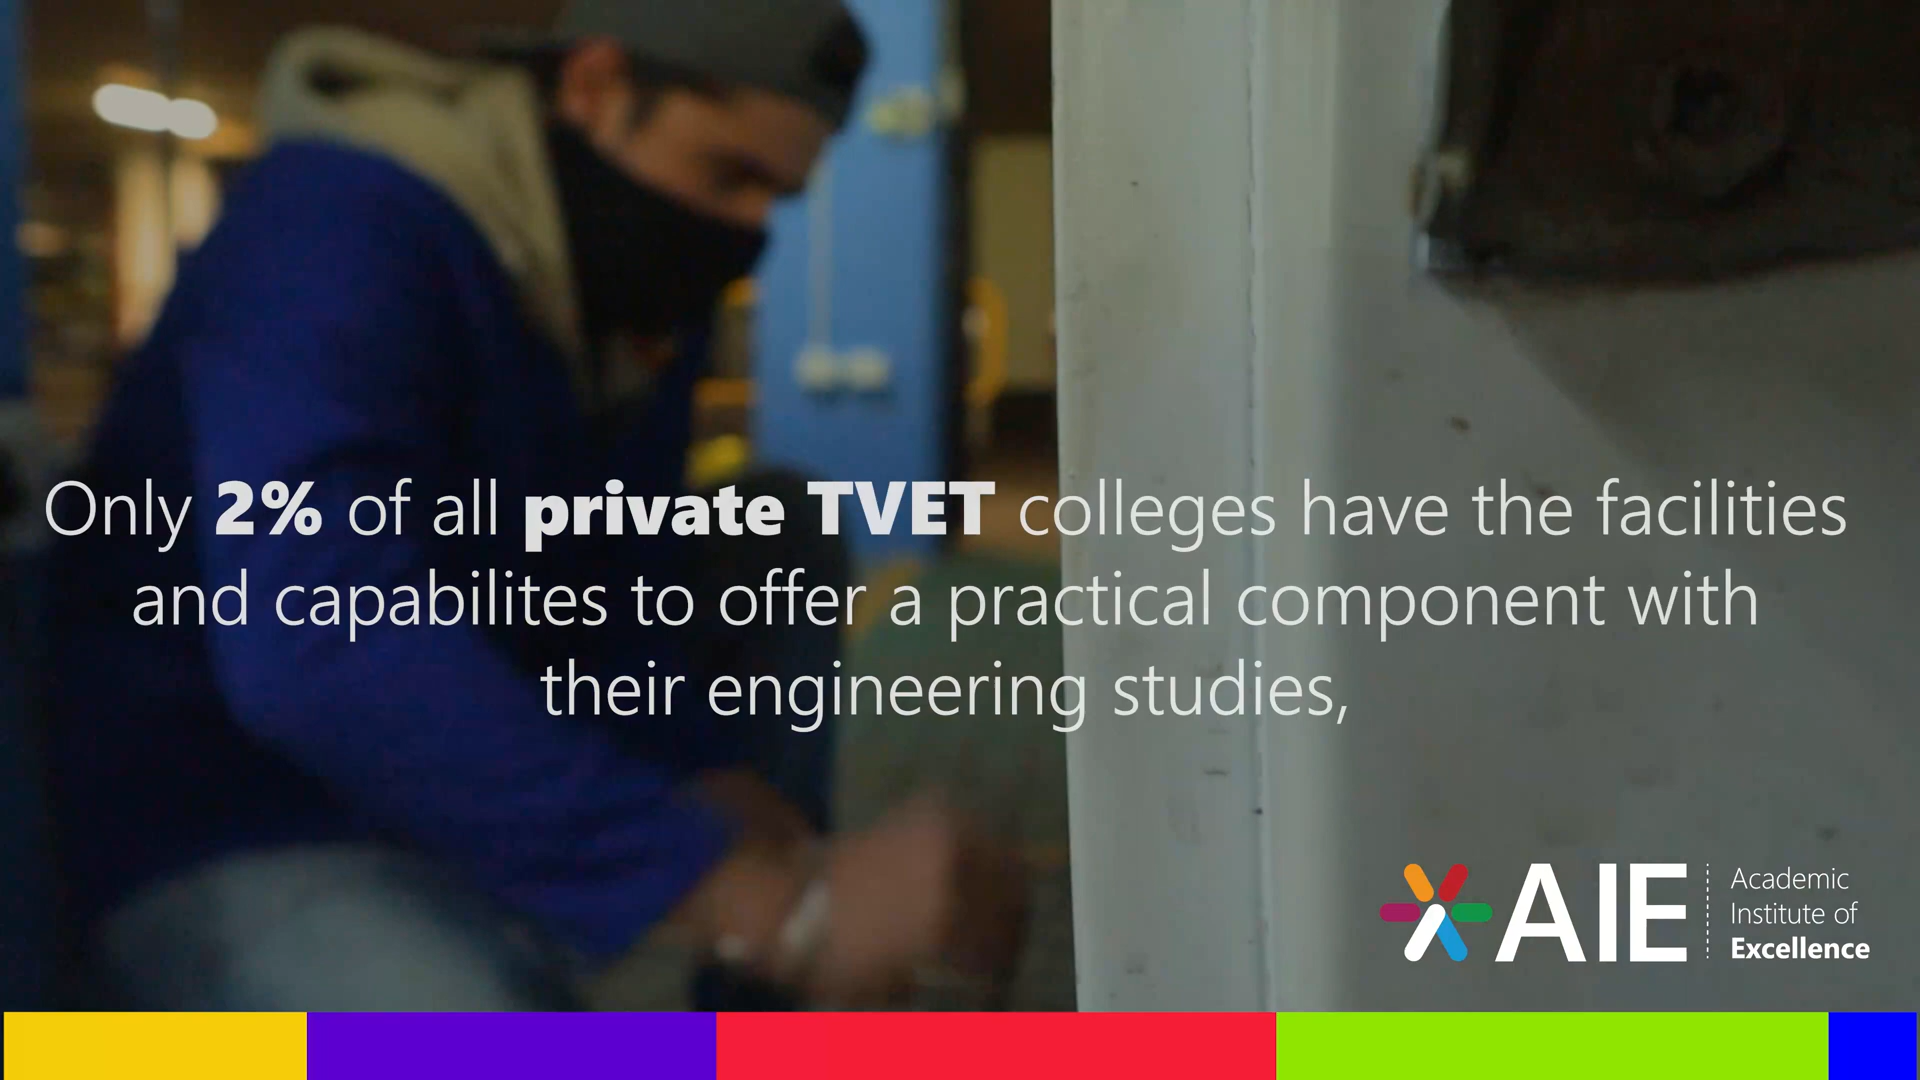 Only 2% of all private TVET colleges have the facilities
and capabilites to offer a practical component with
their engineering studies,
AIE
Academic
Institute of
Excellence